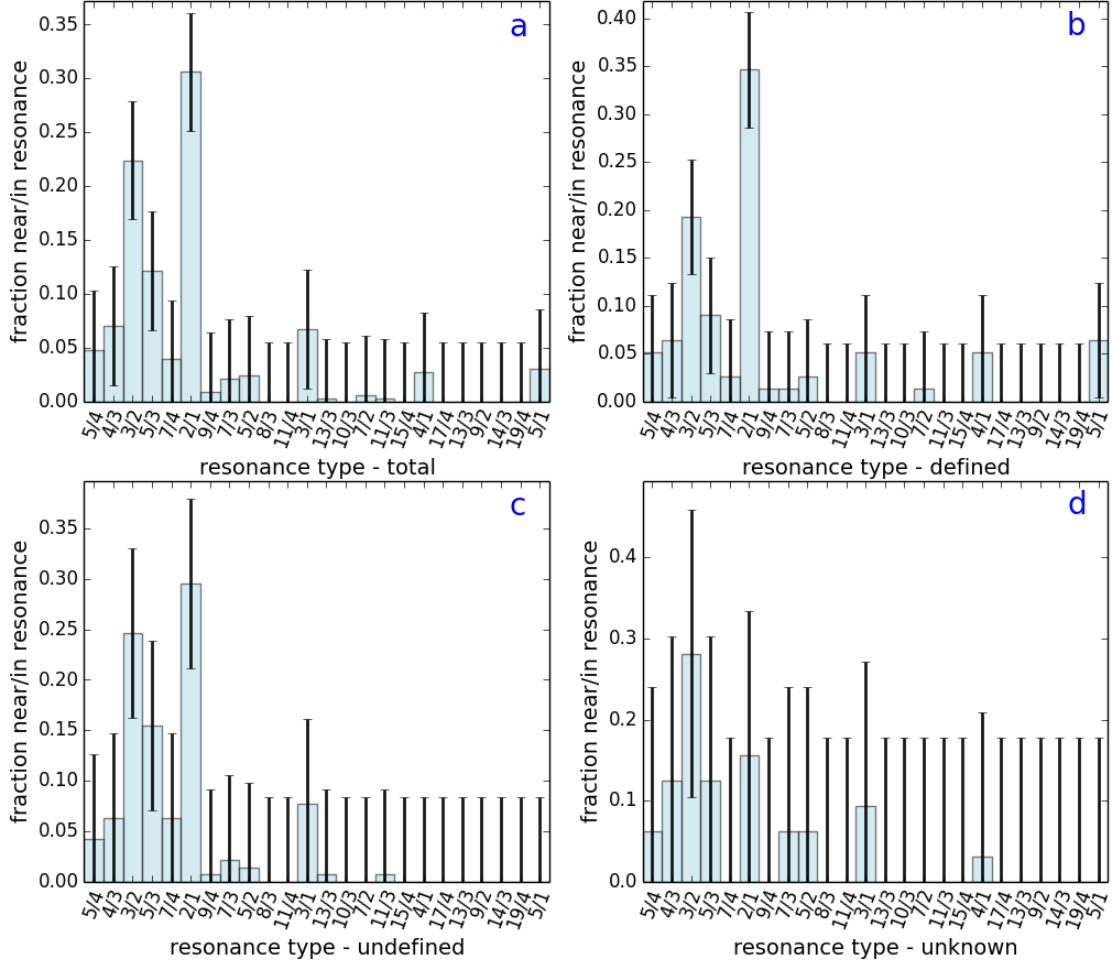 a
fraction near/in resonance
0.35
0.30
0.25
0.20
0.15
0.10
0.05
0.00
5/4 4/3 3/2 5/3 7/4 2/1 9/4 7/3 5/2 8/3 11/4 3/1 13/3 10/3 7/2 11/3 15/4 4/1 17/4 13/3 9/2 14/3 19/4 5/1
resonance type - total
b
fraction near/in resonance
0.40
0.35
0.30
0.25
0.20
0.15
0.10
0.05
0.00
5/4 4/3 3/2 5/3 7/4 2/1 9/4 7/3 5/2 8/3 11/4 3/1 13/3 10/3 7/2 11/3 15/4 4/1 17/4 13/3 9/2 14/3 19/4 5/1
resonance type - defined
c
fraction near/in resonance
0.35
0.30
0.25
0.20
0.15
0.10
0.05
0.00
5/4 4/3 3/2 5/3 7/4 2/1 9/4 7/3 5/2 8/3 11/4 3/1 13/3 10/3 7/2 11/3 15/4 4/1 17/4 13/3 9/2 14/3 19/4 5/1
resonance type - undefined
d
fraction near/in resonance
0.4
0.3
0.2
0.1
0.0
5/4 4/3 3/2 5/3 7/4 2/1 9/4 7/3 5/2 8/3 11/4 3/1 13/3 10/3 7/2 11/3 15/4 4/1 17/4 13/3 9/2 14/3 19/4 5/1
resonance type - unknown